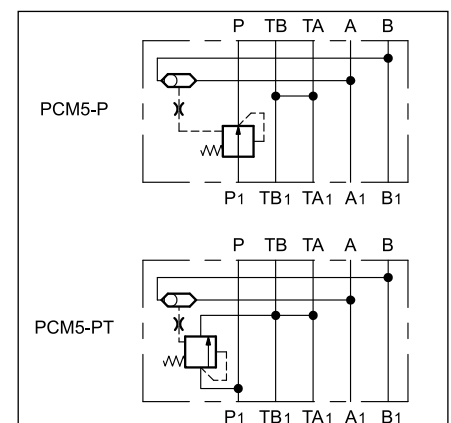 P TB TA A B
PCM5-P
P1 TB1 TA1 A1 B1
P TB TA A B
PCM5-PT
P1 TB1 TA1 A1 B1